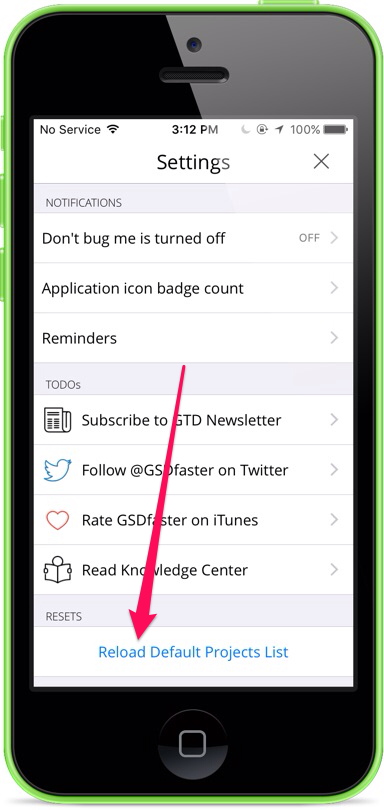 No Service 3:12 PM 100%
Settings
NOTIFICATIONS
Don't bug me is turned off OFF
Application icon badge count
Reminders
TODOs
Subscribe to GTD Newsletter
Follow @GSDfaster on Twitter
Rate GSDfaster on iTunes
Read Knowledge Center
RESETS
Reload Default Projects List